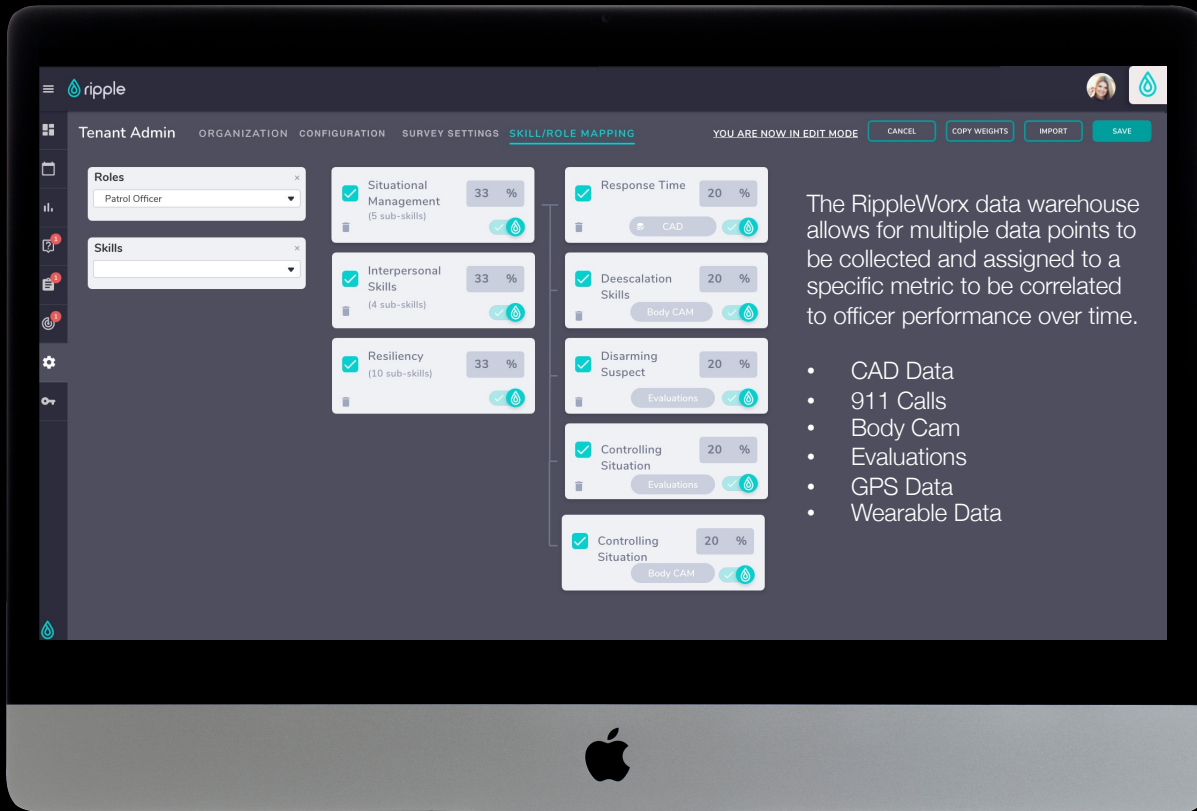 ripple
Tenant Admin
ORGANIZATION
CONFIGURATION
SURVEY SETTINGS
SKILL/ROLE MAPPING
YOU ARE NOW IN EDIT MODE
CANCEL
COPY WEIGHTS
IMPORT
SAVE
Roles ×
Patrol Officer
Skills ×
1
1
1
Situational
Management
(5 sub-skills)
33 %
Interpersonal
Skills
(4 sub-skills)
33 %
Resiliency
(10 sub-skills)
33 %
Response Time
20 %
CAD
Deescalation
Skills
20 %
Body CAM
Disarming
Suspect
20 %
Evaluations
Controlling
Situation
20 %
Evaluations
Controlling
Situation
20 %
Body CAM
The RippleWorx data warehouse
allows for multiple data points to
be collected and assigned to a
specific metric to be correlated
to officer performance over time.
• CAD Data
• 911 Calls
• Body Cam
• Evaluations
• GPS Data
• Wearable Data